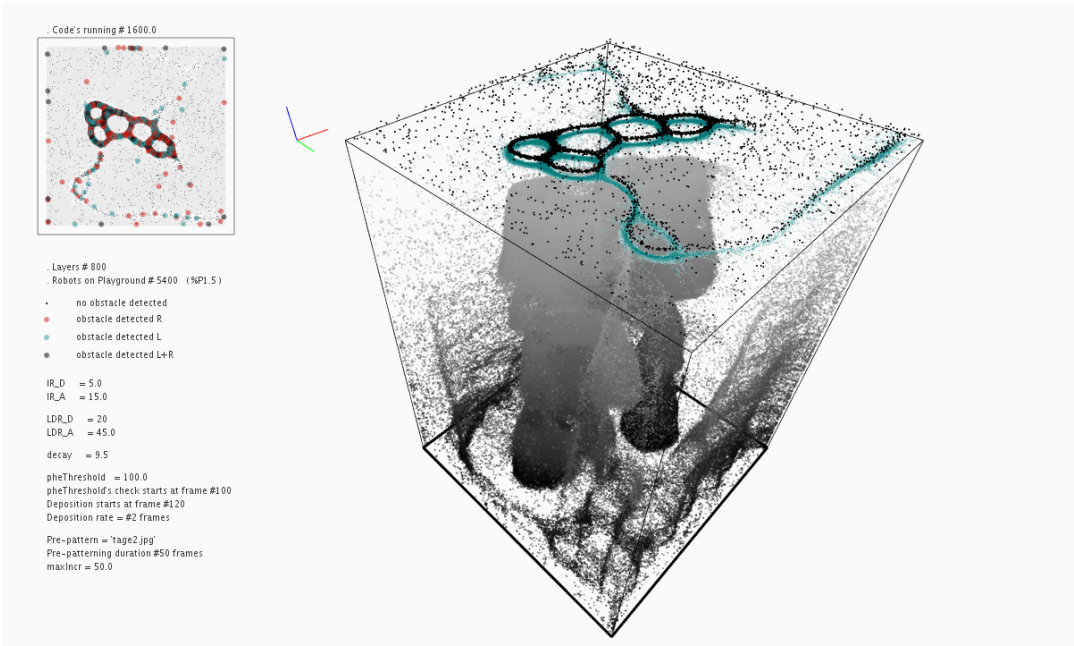 . Code's running # 1600.0
. Layers # 800
. Robots on Playground # 5400 (%P1.5)
no obstacle detected
obstacle detected R
obstacle detected L
obstacle detected L+R
IR_D = 5.0
IR_A = 15.0
LDR_D = 20
LDR_A = 45.0
decay = 9.5
pheThreshold = 100.0
pheThreshold's check starts at frame #100
Deposition starts at frame #120
Deposition rate = #2 frames
Pre-pattern = 'tage2.jpg'
Pre-patterning duration #50 frames
maxIncr = 50.0